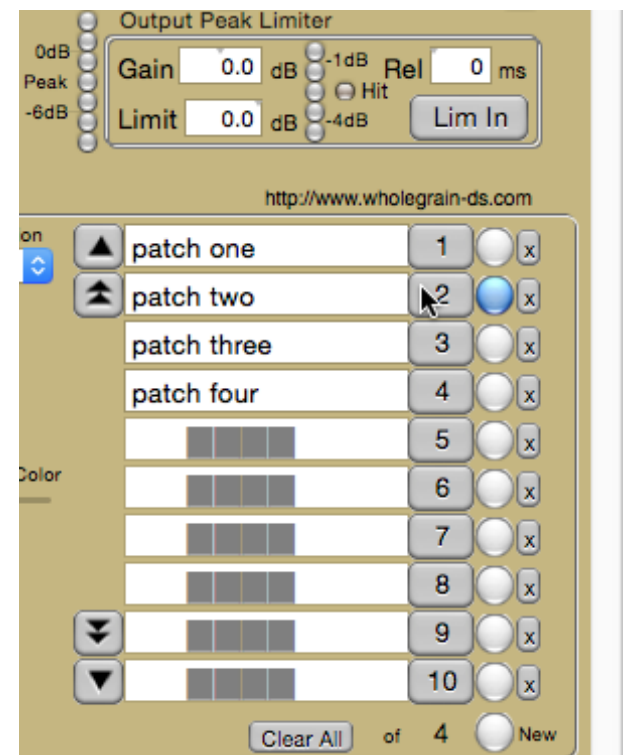 Output Peak Limiter
0dB
Peak
-6dB
Gain 0.0 dB -1dB Rel 0 ms
Hit
Limit 0.0 dB -4dB Lim In
http://www.wholegrain-ds.com
on
patch one 1 x
patch two 2 x
patch three 3 x
patch four 4 x
5 x
Color
6 x
7 x
8 x
9 x
10 x
Clear All of 4 New